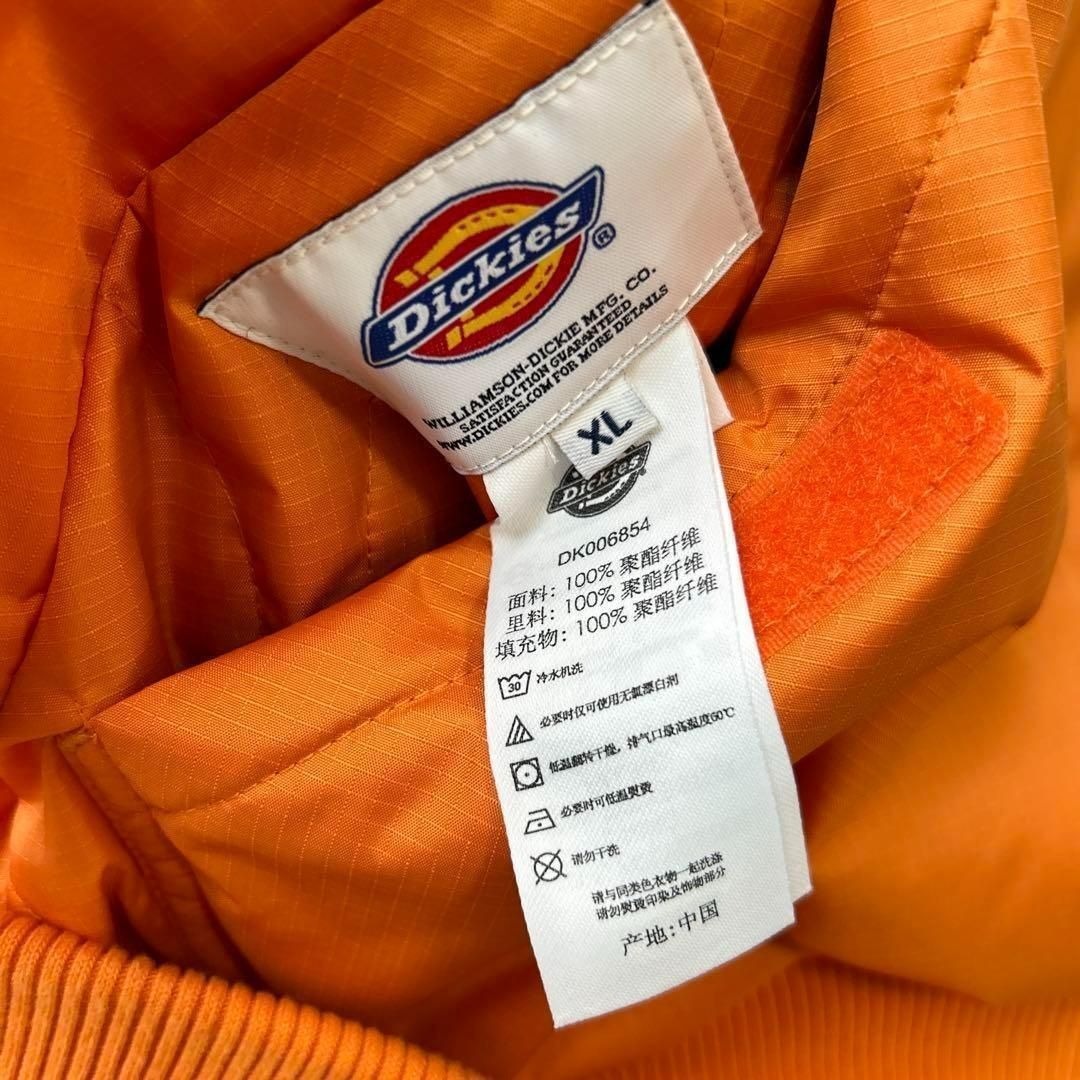 Dickies®
WILLIAMSON-DICKIE MFG. CO.
SATISFACTION GUARANTEED
WWW.DICKIES.COM FOR MORE DETAILS
XL
Dickies
DK006854
面料: 100% 聚酯纤维
里料: 100% 聚酯纤维
填充物: 100% 聚酯纤维
30 冷水机洗
必要时仅可使用无氯漂白剂
低温翻转干燥，排气口最高温度60℃
必要时可低温熨烫
请勿干洗
请与同类色衣物一起洗涤
请勿熨烫印染及饰物部分
产地: 中国